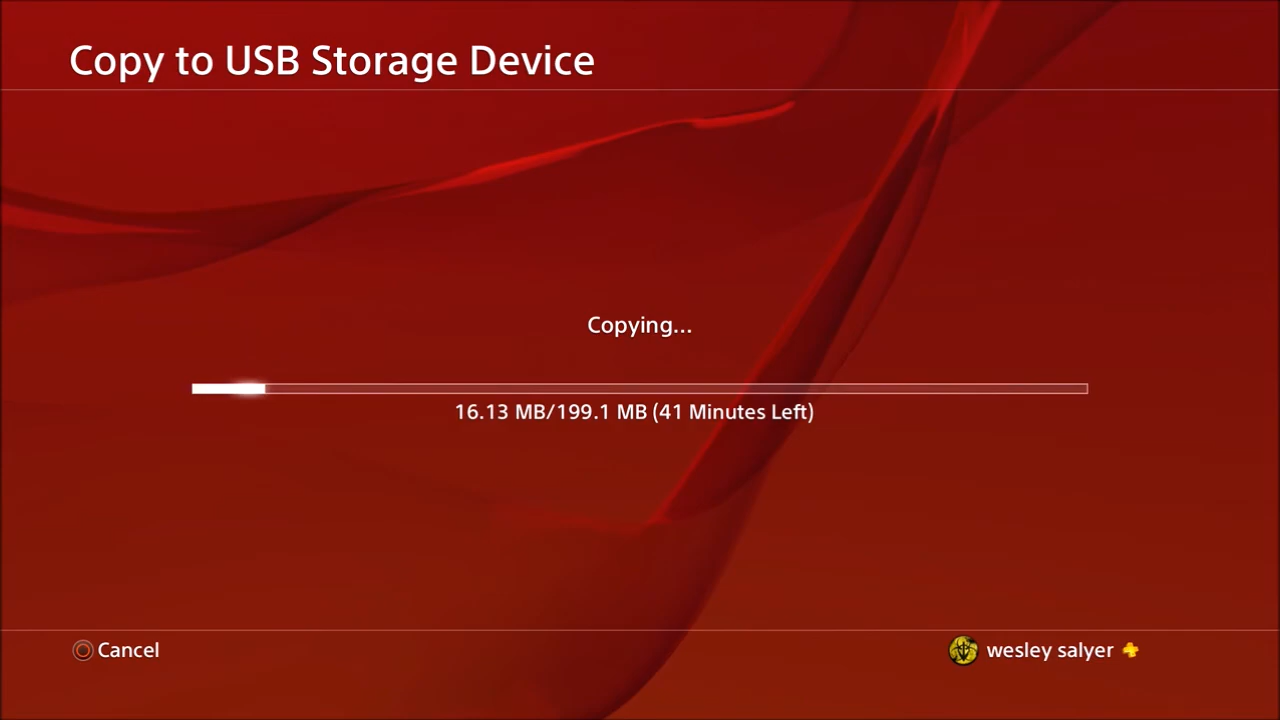 Copy to USB Storage Device
Copying...
16.13 MB/199.1 MB (41 Minutes Left)
Cancel
wesley salyer